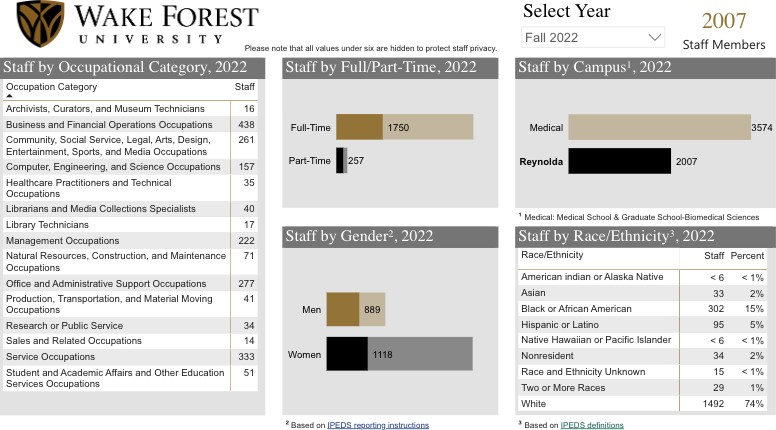 WAKE FOREST
UNIVERSITY
Please note that all values under six are hidden to protect staff privacy.
Select Year
Fall 2022
2007
Staff Members
Staff by Occupational Category, 2022
Occupation Category Staff
Archivists, Curators, and Museum Technicians 16
Business and Financial Operations Occupations 438
Community, Social Service, Legal, Arts, Design, 261
Entertainment, Sports, and Media Occupations
Computer, Engineering, and Science Occupations 157
Healthcare Practitioners and Technical 35
Occupations
Librarians and Media Collections Specialists 40
Library Technicians 17
Management Occupations 222
Natural Resources, Construction, and Maintenance 71
Occupations
Office and Administrative Support Occupations 277
Production, Transportation, and Material Moving 41
Occupations
Research or Public Service 34
Sales and Related Occupations 14
Service Occupations 333
Student and Academic Affairs and Other Education 51
Services Occupations
Staff by Full/Part-Time, 2022
Full-Time 1750
Part-Time 257
Staff by Gender², 2022
Men 889
Women 1118
² Based on IPEDS reporting instructions
Staff by Campus¹, 2022
Medical 3574
Reynolda 2007
¹ Medical: Medical School & Graduate School-Biomedical Sciences
Staff by Race/Ethnicity³, 2022
Race/Ethnicity Staff Percent
American indian or Alaska Native < 6 < 1%
Asian 33 2%
Black or African American 302 15%
Hispanic or Latino 95 5%
Native Hawaiian or Pacific Islander < 6 < 1%
Nonresident 34 2%
Race and Ethnicity Unknown 15 < 1%
Two or More Races 29 1%
White 1492 74%
³ Based on IPEDS definitions